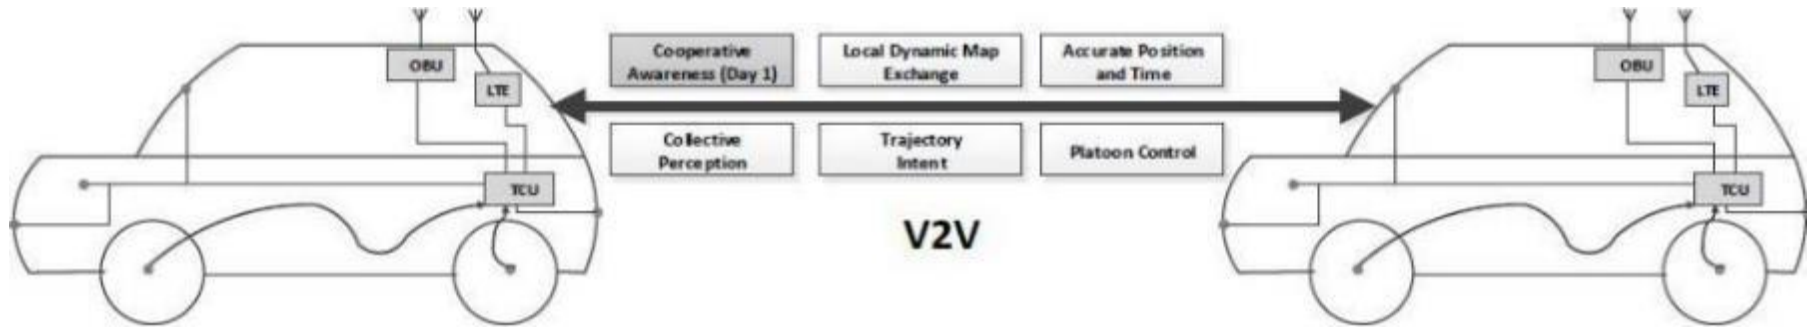 OBU
LTE
TCU
Cooperative
Awareness (Day 1)
Local Dynamic Map
Exchange
Accurate Position
and Time
Collective
Perception
Trajectory
Intent
Platoon Control
V2V
OBU
LTE
TCU